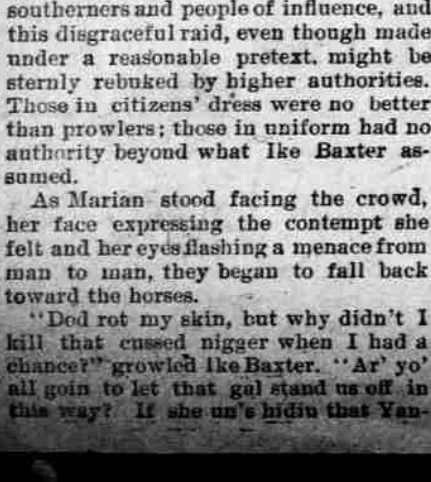 southerners and people of influence, and
this disgraceful raid, even though made
under a reasonable pretext, might be
sternly rebuked by higher authorities.
Those in citizens' dress were no better
than prowlers; those in uniform had no
authority beyond what Ike Baxter as-
sumed.
As Marian stood facing the crowd,
her face expressing the contempt she
felt and her eyes flashing a menace from
man to man, they began to fall back
toward the horses.
"Dod rot my skin, but why didn't I
kill that cussed nigger when I had a
chance?" growled Ike Baxter. "Ar' yo'
all goin to let that gal stand us off in
this way? If she un's hidin that Yan-